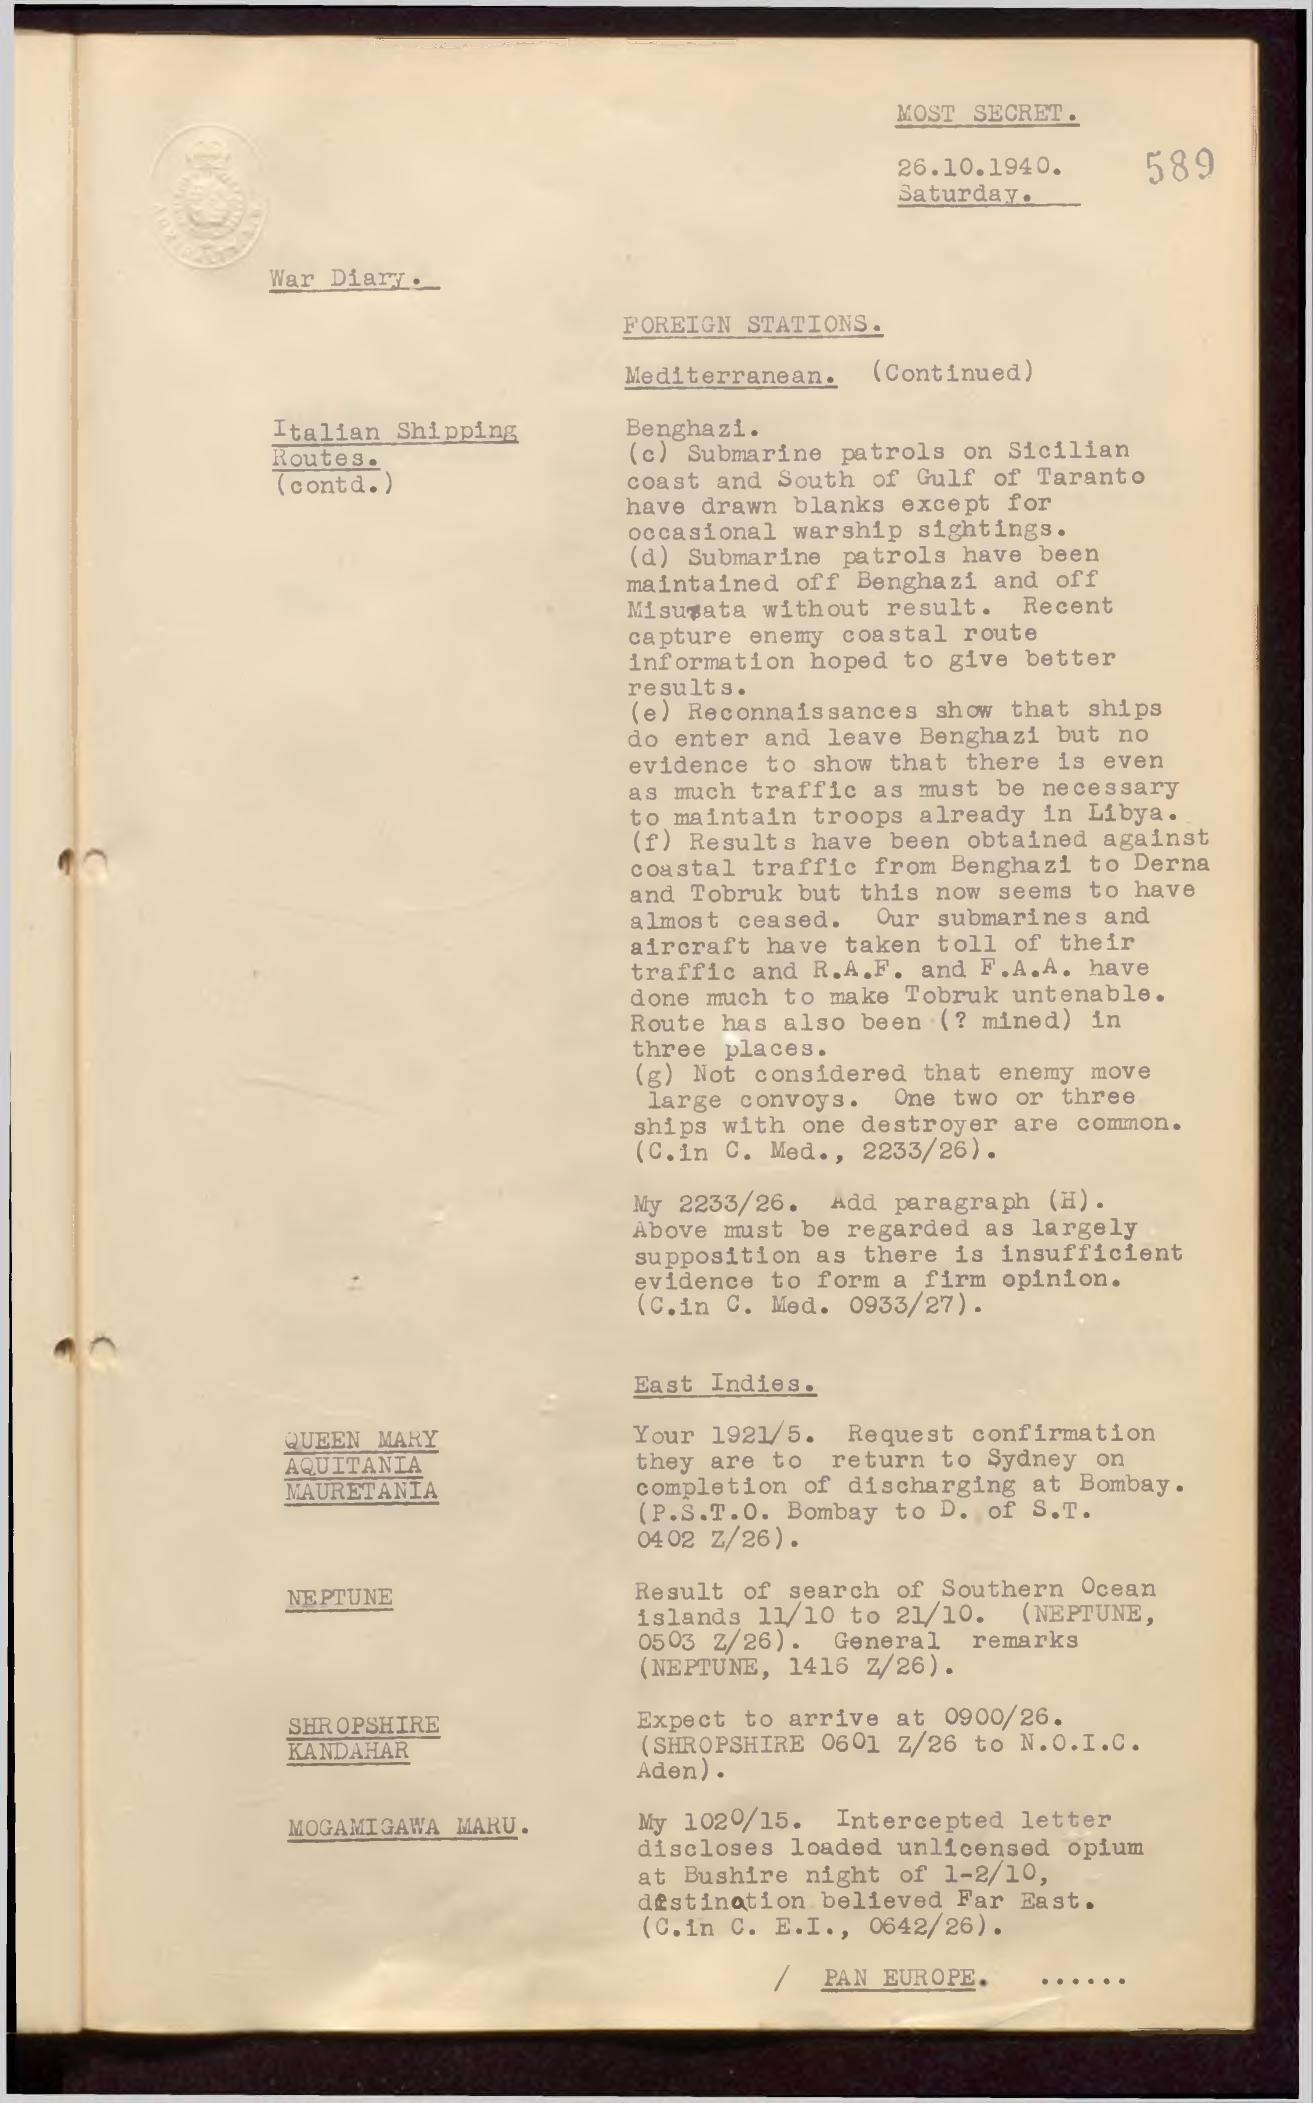 MOST SECRET.
26.10.1940.
589
Saturday.
War Diary.
FOREIGN STATIONS.
Mediterranean. (Continued)
Italian Shipping
Routes.
(contd.)
Benghazi.
(c) Submarine patrols on Sicilian
coast and South of Gulf of Taranto
have drawn blanks except for
occasional warship sightings.
(d) Submarine patrols have been
maintained off Benghazi and off
Misurata without result. Recent
capture enemy coastal route
information hoped to give better
results.
(e) Reconnaissances show that ships
do enter and leave Benghazi but no
evidence to show that there is even
as much traffic as must be necessary
to maintain troops already in Libya.
(f) Results have been obtained against
coastal traffic from Benghazi to Derna
and Tobruk but this now seems to have
almost ceased. Our submarines and
aircraft have taken toll of their
traffic and R.A.F. and F.A.A. have
done much to make Tobruk untenable.
Route has also been (? mined) in
three places.
(g) Not considered that enemy move
large convoys. One two or three
ships with one destroyer are common.
(C.in C. Med., 2233/26).
My 2233/26. Add paragraph (H).
Above must be regarded as largely
supposition as there is insufficient
evidence to form a firm opinion.
(C.in C. Med. 0933/27).
East Indies.
QUEEN MARY
AQUITANIA
MAURETANIA
Your 1921/5. Request confirmation
they are to return to Sydney on
completion of discharging at Bombay.
(P.S.T.O. Bombay to D. of S.T.
0402 Z/26).
NEPTUNE
Result of search of Southern Ocean
islands 11/10 to 21/10. (NEPTUNE,
0503 Z/26). General remarks
(NEPTUNE, 1416 Z/26).
SHROPSHIRE
KANDAHAR
Expect to arrive at 0900/26.
(SHROPSHIRE 0601 Z/26 to N.O.I.C.
Aden).
MOGAMIGAWA MARU.
My 1020/15. Intercepted letter
discloses loaded unlicensed opium
at Bushire night of 1-2/10,
destination believed Far East.
(C.in C. E.I., 0642/26).
/ PAN EUROPE. ......